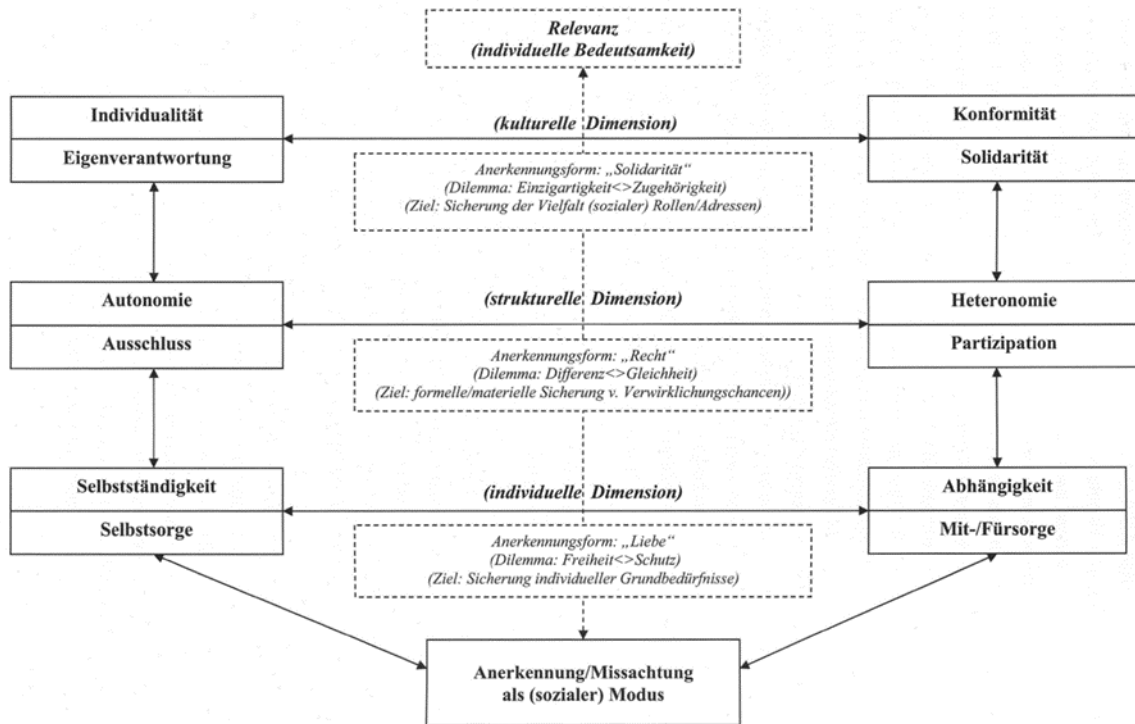 Relevanz
(individuelle Bedeutsamkeit)
Individualität
Eigenverantwortung
(kulturelle Dimension)
Konformität
Solidarität
Anerkennungsform: „Solidarität“
(Dilemma: Einzigartigkeit<>Zugehörigkeit)
(Ziel: Sicherung der Vielfalt (sozialer) Rollen/Adressen)
Autonomie
Ausschluss
(strukturelle Dimension)
Heteronomie
Partizipation
Anerkennungsform: „Recht“
(Dilemma: Differenz<>Gleichheit)
(Ziel: formelle/materielle Sicherung v. Verwirklichungschancen))
Selbstständigkeit
Selbstsorge
(individuelle Dimension)
Abhängigkeit
Mit-/Fürsorge
Anerkennungsform: „Liebe“
(Dilemma: Freiheit<>Schutz)
(Ziel: Sicherung individueller Grundbedürfnisse)
Anerkennung/Missachtung
als (sozialer) Modus